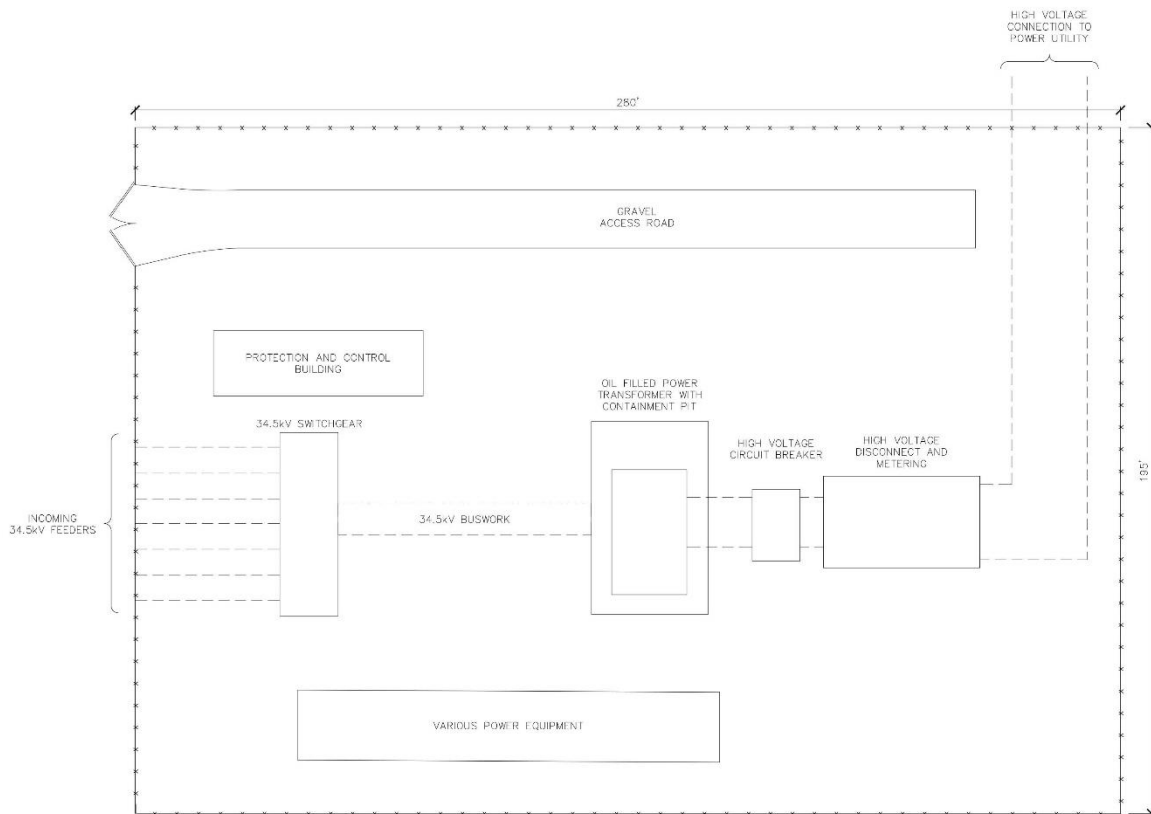 HIGH VOLTAGE
CONNECTION TO
POWER UTILITY
280'
GRAVEL
ACCESS ROAD
PROTECTION AND CONTROL
BUILDING
OIL FILLED POWER
TRANSFORMER WITH
CONTAINMENT PIT
34.5kV SWITCHGEAR
HIGH VOLTAGE
CIRCUIT BREAKER
HIGH VOLTAGE
DISCONNECT AND
METERING
195'
INCOMING
34.5kV FEEDERS
34.5kV BUSWORK
VARIOUS POWER EQUIPMENT